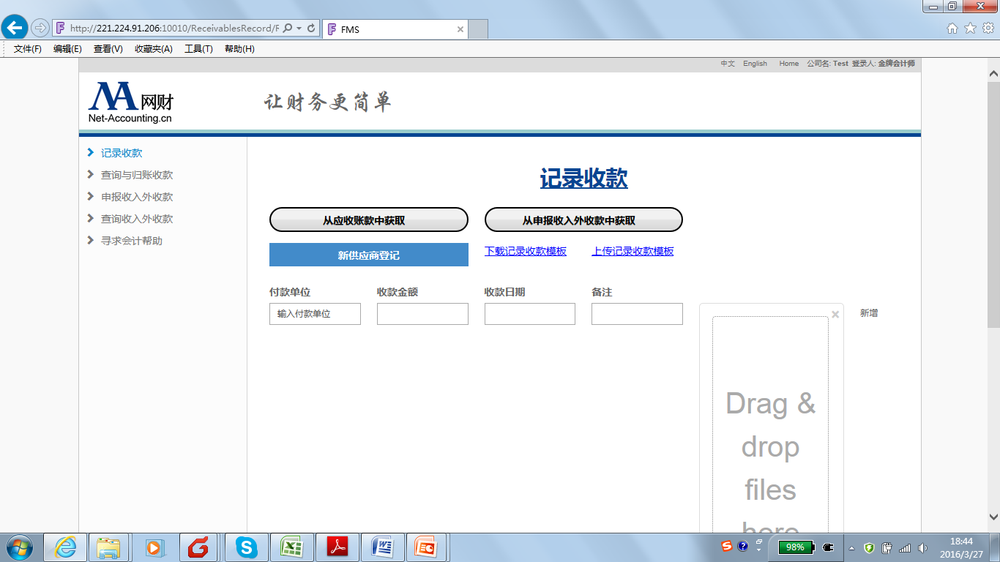 http://221.224.91.206:10010/ReceivablesRecord/F
FMS
文件(F) 编辑(E) 查看(V) 收藏夹(A) 工具(T) 帮助(H)
中文 English Home 公司名: Test 登录人: 金牌会计师
网财
Net-Accounting.cn
让财务更简单
记录收款
查询与归账收款
申报收入外收款
查询收入外收款
寻求会计帮助
记录收款
从应收账款中获取 从申报收入外收款中获取
新供应商登记 下载记录收款模板 上传记录收款模板
付款单位 收款金额 收款日期 备注
输入付款单位 新增
Drag &
drop
files
here
98%
18:44
2016/3/27